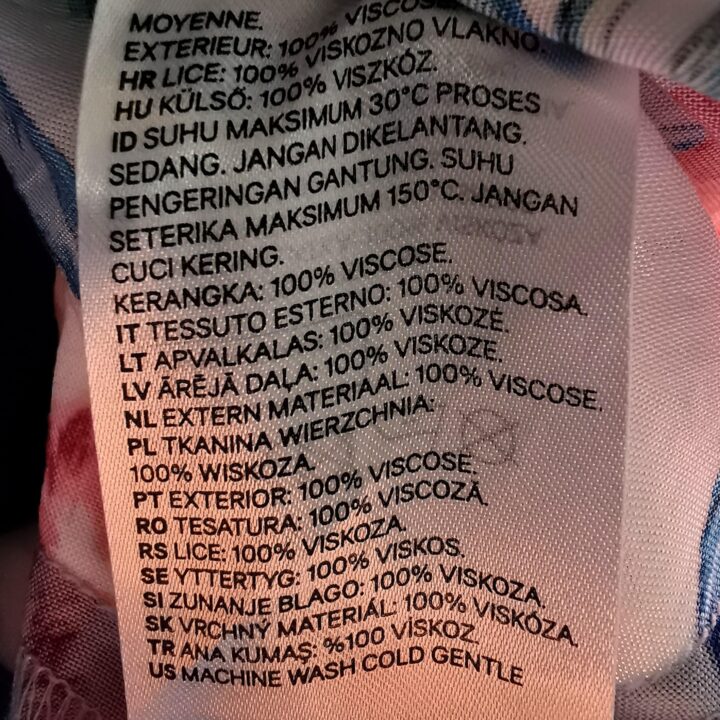 MOYENNE.
EXTERIEUR: 100% VISCOSE
HR LICE: 100% VISKOZNO VLAKNO.
HU KÜLSŐ: 100% VISZKÓZ.
ID SUHU MAKSIMUM 30°C PROSES
SEDANG. JANGAN DIKELANTANG.
PENGERINGAN GANTUNG. SUHU
SETERIKA MAKSIMUM 150°C. JANGAN
CUCI KERING.
KERANGKA: 100% VISCOSE.
IT TESSUTO ESTERNO: 100% VISCOSA.
LT APVALKALAS: 100% VISKOZĖ.
LV ĀRĒJĀ DAĻA: 100% VISKOZE.
NL EXTERN MATERIAAL: 100% VISCOSE.
PL TKANINA WIERZCHNIA:
100% WISKOZA.
PT EXTERIOR: 100% VISCOSE.
RO TESATURA: 100% VISCOZĂ.
RS LICE: 100% VISKOZA.
SE YTTERTYG: 100% VISKOS.
SI ZUNANJE BLAGO: 100% VISKOZA.
SK VRCHNÝ MATERIÁL: 100% VISKÓZA.
TR ANA KUMAŞ: %100 VİSKOZ.
US MACHINE WASH COLD GENTLE